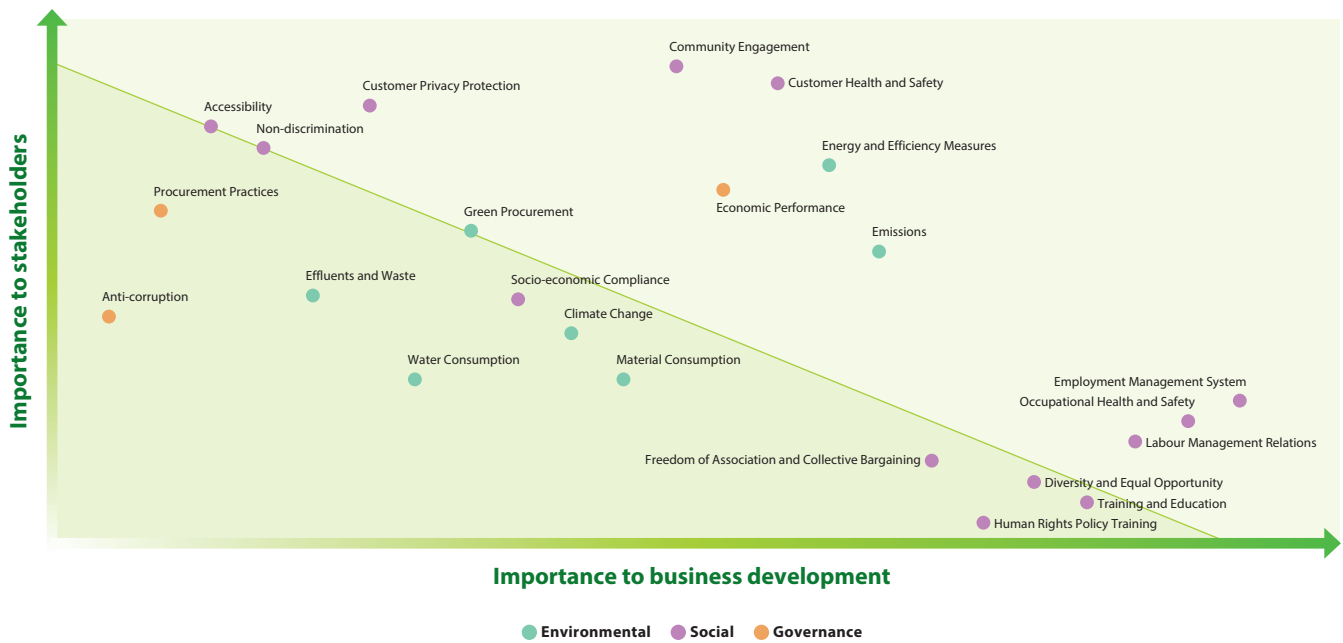 Importance to stakeholders
Community Engagement
Customer Health and Safety
Customer Privacy Protection
Accessibility
Non-discrimination
Energy and Efficiency Measures
Procurement Practices
Economic Performance
Green Procurement
Emissions
Effluents and Waste
Socio-economic Compliance
Anti-corruption
Climate Change
Water Consumption
Material Consumption
Employment Management System
Occupational Health and Safety
Labour Management Relations
Freedom of Association and Collective Bargaining
Diversity and Equal Opportunity
Training and Education
Human Rights Policy Training
Importance to business development
Environmental Social Governance